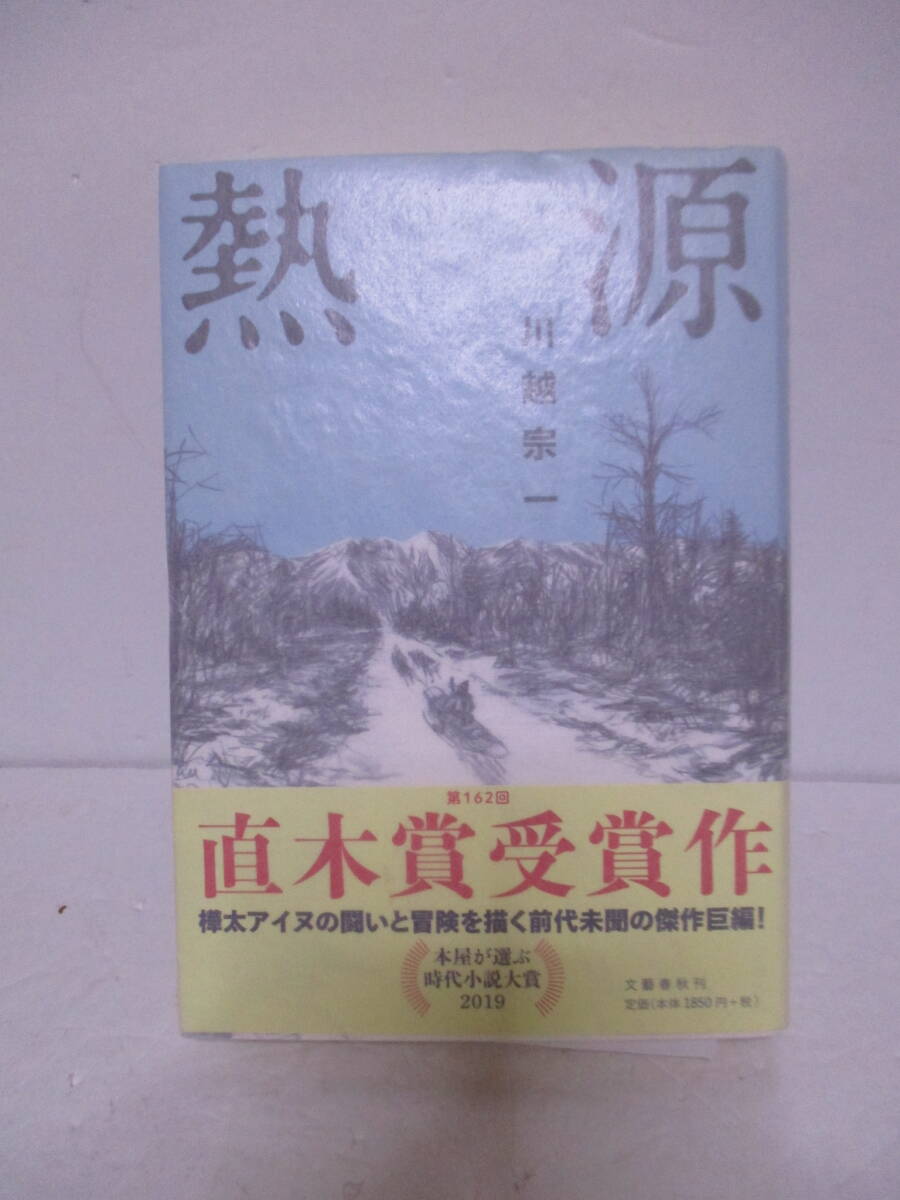 熱源
川越宗一
第162回
直木賞受賞作
樺太アイヌの闘いと冒険を描く前代未聞の傑作巨編!
本屋が選ぶ
時代小説大賞
2019
文藝春秋刊
定価(本体1850円+税)